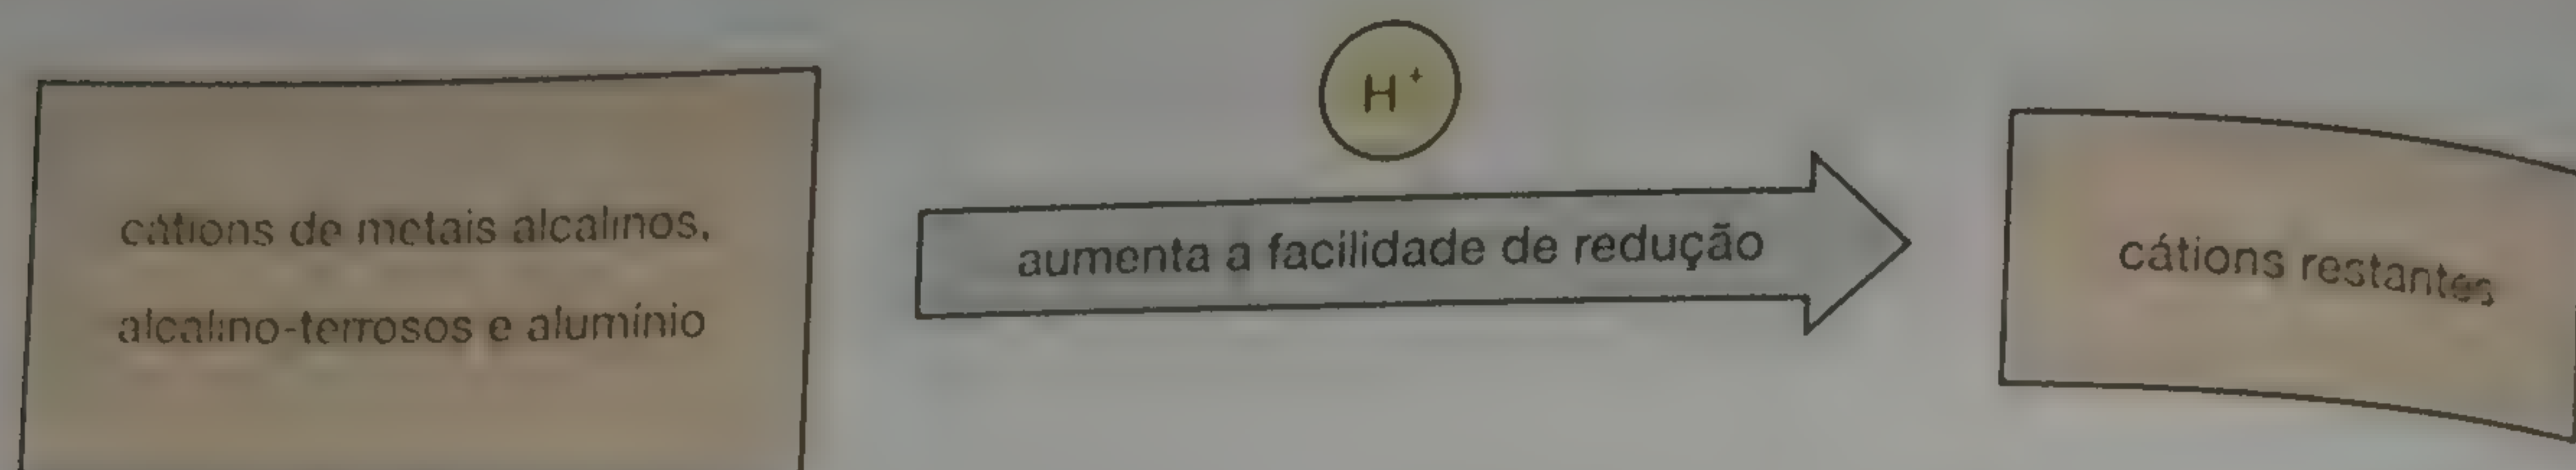 H⁺
cátions de metais alcalinos,
alcalino-terrosos e alumínio
aumenta a facilidade de redução
cátions restantes